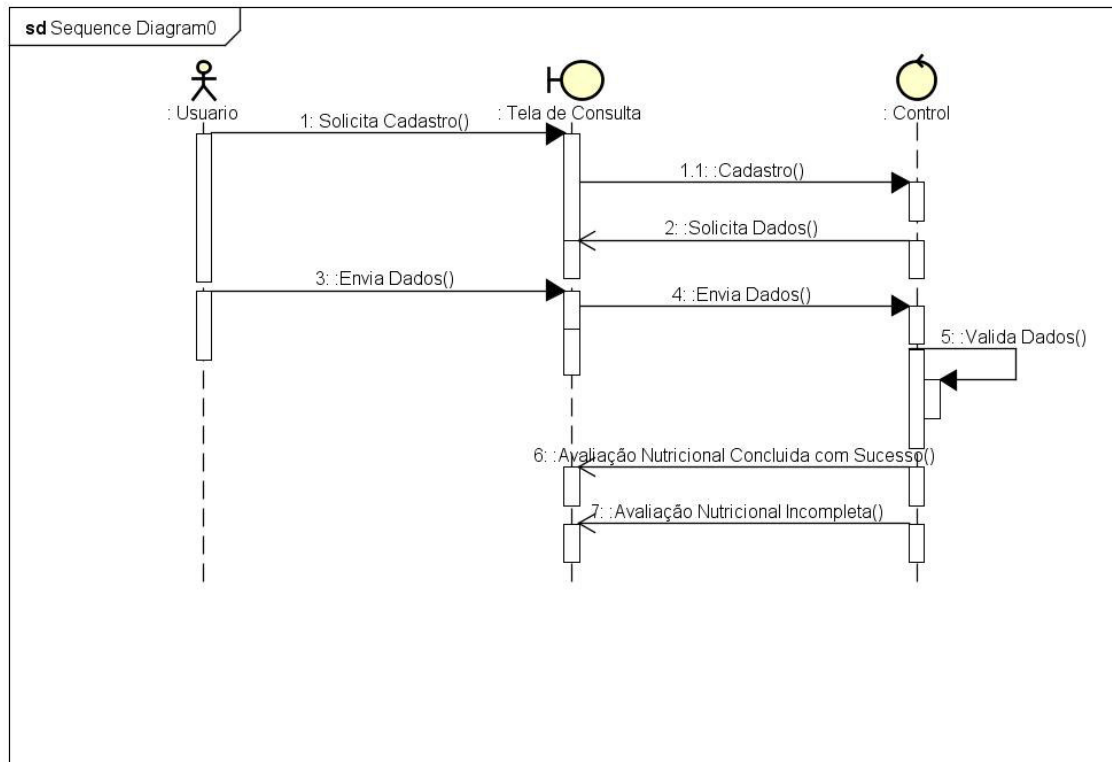 sd Sequence Diagram0
: Usuario
: Tela de Consulta
: Control
1: Solicita Cadastro()
1.1: :Cadastro()
2: :Solicita Dados()
3: :Envia Dados()
4: :Envia Dados()
5: :Valida Dados()
6: :Avaliação Nutricional Concluida com Sucesso()
7: :Avaliação Nutricional Incompleta()